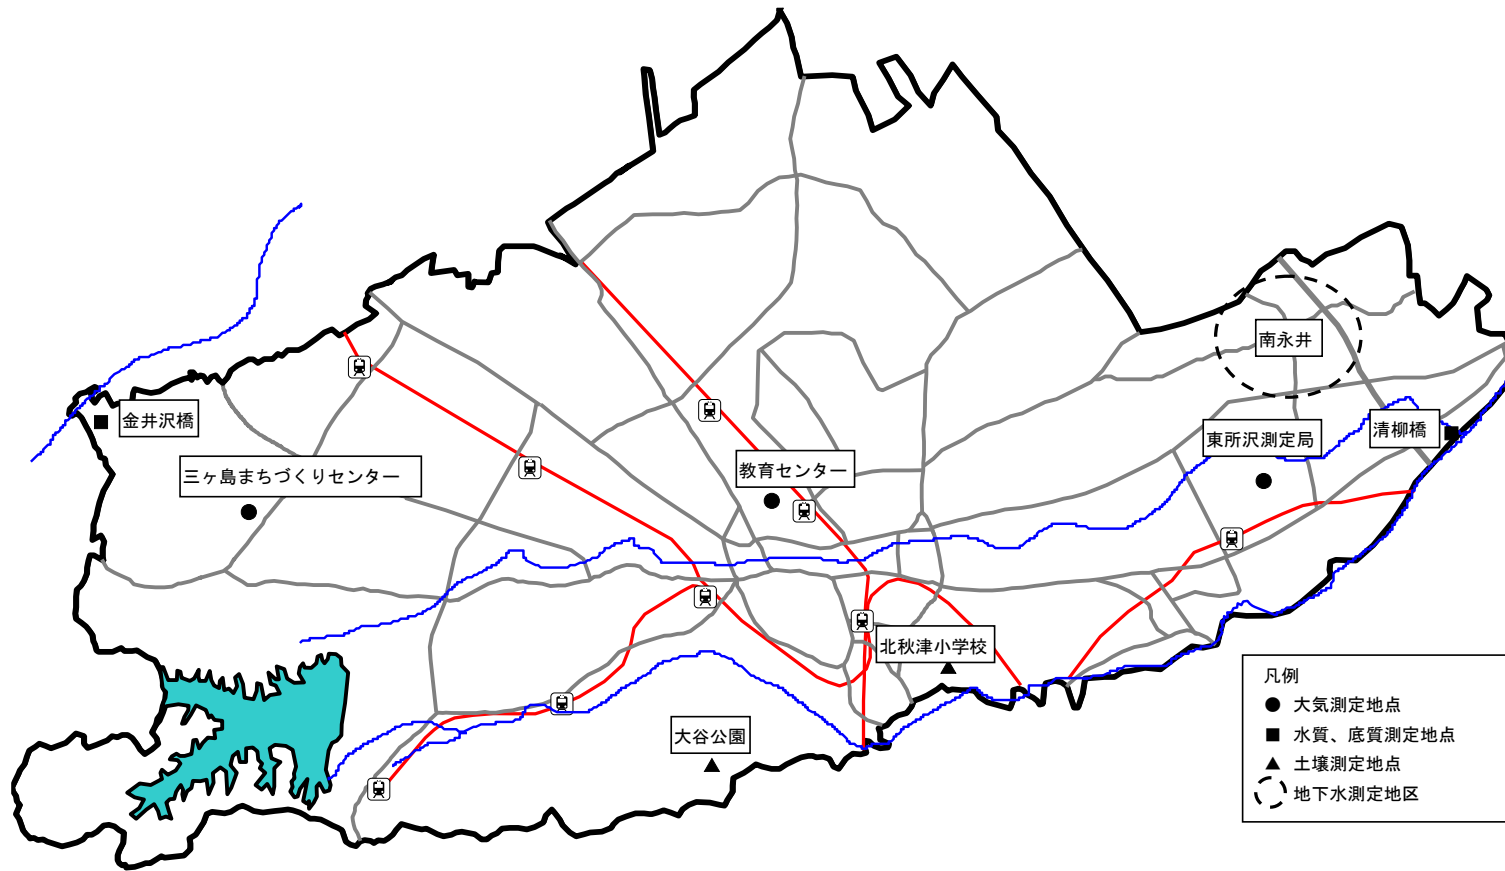 南永井
金井沢橋
清柳橋
東所沢測定局
三ヶ島まちづくりセンター
教育センター
北秋津小学校
大谷公園
凡例
大気測定地点
水質、底質測定地点
土壌測定地点
地下水測定地区